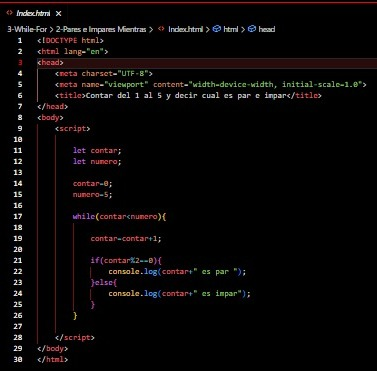 Index.html ×
3-While-For > 2-Pares e Impares Mientras > Index.html > html > head
1 <!DOCTYPE html>
2 <html lang="en">
3 <head>
4 <meta charset="UTF-8">
5 <meta name="viewport" content="width=device-width, initial-scale=1.0">
6 <title>Contar del 1 al 5 y decir cual es par e impar</title>
7 </head>
8 <body>
9 <script>
10
11 let contar;
12 let numero;
13
14 contar=0;
15 numero=5;
16
17 while(contar<numero){
18
19 contar=contar+1;
20
21 if(contar%2==0){
22 console.log(contar+" es par ");
23 }else{
24 console.log(contar+" es impar");
25 }
26 }
27
28 </script>
29 </body>
30 </html>